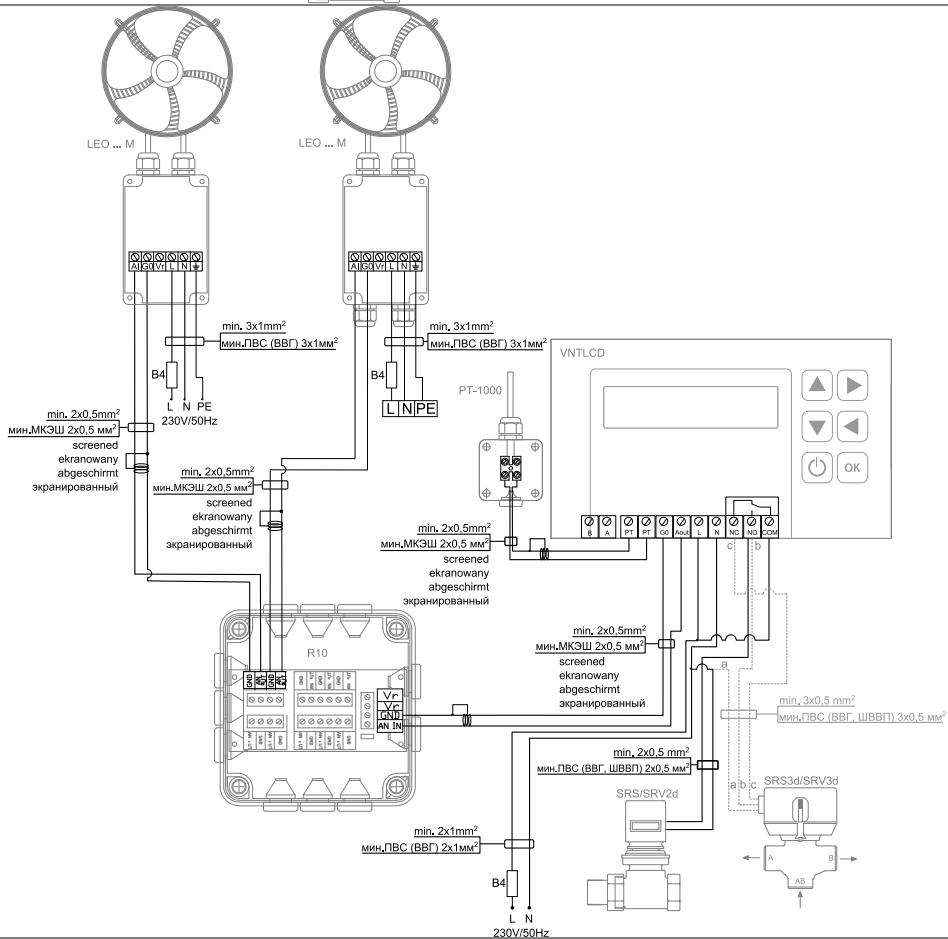 LEO ... M
LEO ... M
AI G0 Vr L N
AI G0 Vr L N
min. 3x1mm²
мин.ПВС (ВВГ) 3x1мм²
B4
L N PE
230V/50Hz
min. 3x1mm²
мин.ПВС (ВВГ) 3x1мм²
B4
L N PE
min. 2x0,5mm²
мин.МКЭШ 2x0,5 мм²
screened
ekranowany
abgeschirmt
экранированный
min. 2x0,5mm²
мин.МКЭШ 2x0,5 мм²
screened
ekranowany
abgeschirmt
экранированный
PT-1000
VNTLCD
OK
B A PT PT G0 Aout L N NC NO COM
c b
min. 2x0,5mm²
мин.МКЭШ 2x0,5 мм²
screened
ekranowany
abgeschirmt
экранированный
R10
GND
GND
Vr
Vr
GND
AN IN
min. 2x0,5mm²
мин.МКЭШ 2x0,5 мм²
screened
ekranowany
abgeschirmt
экранированный
a
min. 3x0,5 mm²
мин.ПВС (ВВГ, ШВВП) 3x0,5 мм²
min. 2x0,5 mm²
мин.ПВС (ВВГ, ШВВП) 2x0,5 мм²
a b c
SRS3d/SRV3d
A B
AB
SRS/SRV2d
min. 2x1mm²
мин.ПВС (ВВГ) 2x1мм²
B4
L N
230V/50Hz